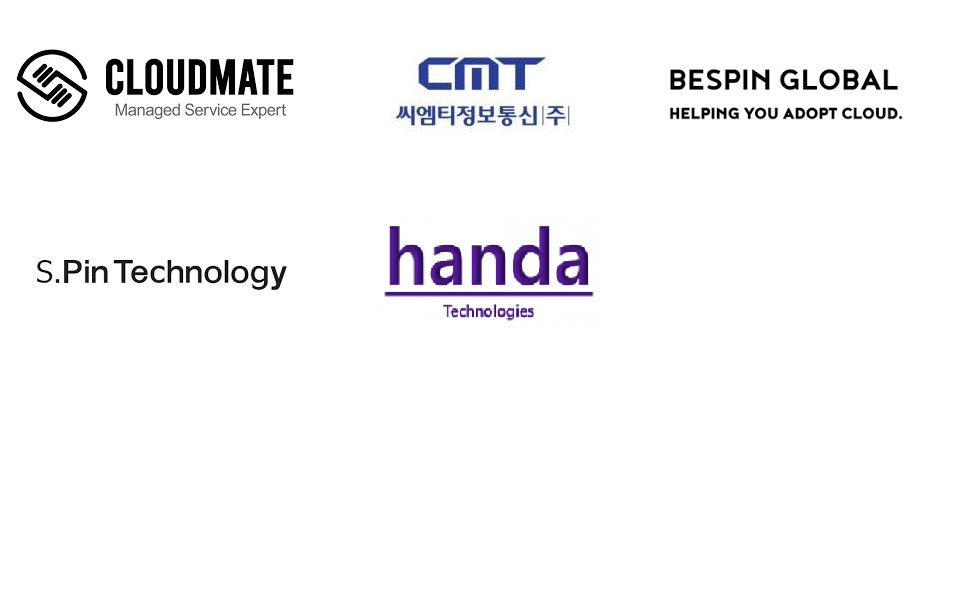 CLOUDMATE
Managed Service Expert
CMT
씨엠티정보통신|주|
BESPIN GLOBAL
HELPING YOU ADOPT CLOUD.
S.Pin Technology
handa
Technologies